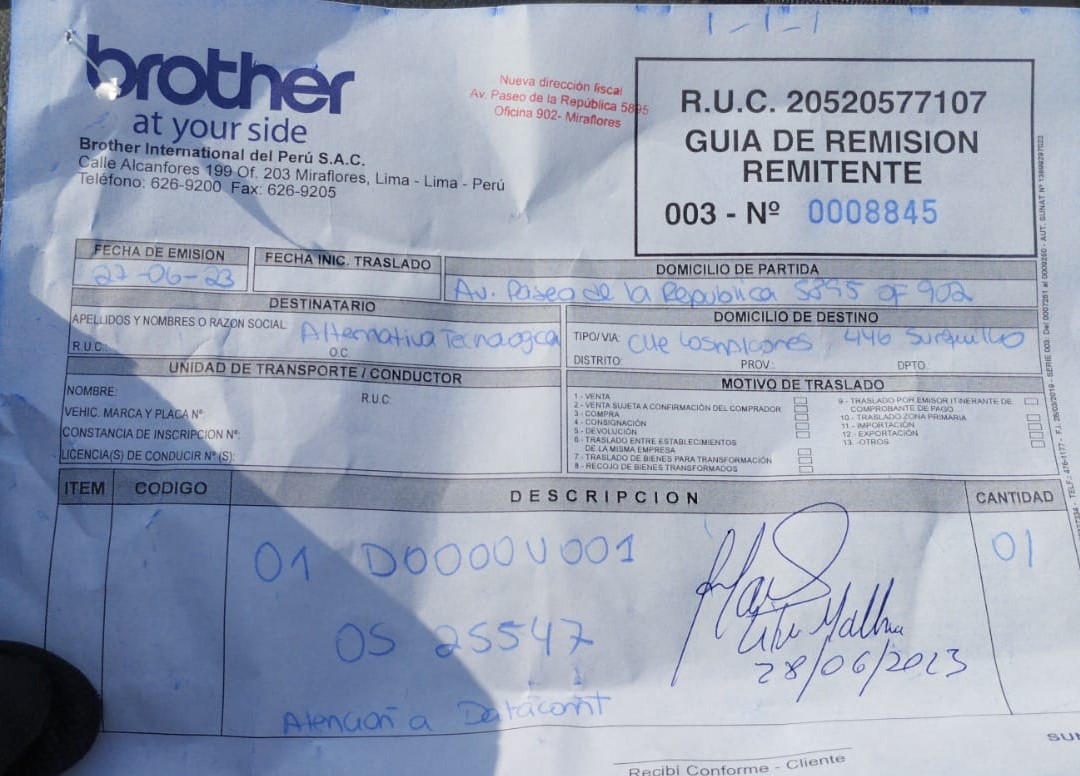 1-1-1
brother
at your side
Brother International del Perú S.A.C.
Calle Alcanfores 199 Of. 203 Miraflores, Lima - Lima - Perú
Teléfono: 626-9200 Fax: 626-9205
Nueva dirección fiscal
Av. Paseo de la República 5895
Oficina 902- Miraflores
R.U.C. 20520577107
GUIA DE REMISION
REMITENTE
003 - Nº 0008845
FECHA DE EMISION
27-06-23
FECHA INIC. TRASLADO
DOMICILIO DE PARTIDA
Av. Paseo de la Republica 5895 OF 902
DESTINATARIO
APELLIDOS Y NOMBRES O RAZON SOCIAL: Alternativa Tecnologica
R.U.C. O.C.
DOMICILIO DE DESTINO
TIPO/VIA: 446 Surquillo
DISTRITO: PROV.: DPTO.
UNIDAD DE TRANSPORTE / CONDUCTOR
NOMBRE: R.U.C.
VEHIC. MARCA Y PLACA Nº:
CONSTANCIA DE INSCRIPCION Nº:
LICENCIA(S) DE CONDUCIR Nº (S):
MOTIVO DE TRASLADO
1 - VENTA
2 - VENTA SUJETA A CONFIRMACIÓN DEL COMPRADOR
3 - COMPRA
4 - CONSIGNACIÓN
5 - DEVOLUCIÓN
6 - TRASLADO ENTRE ESTABLECIMIENTOS
DE LA MISMA EMPRESA
7 - TRASLADO DE BIENES PARA TRANSFORMACIÓN
8 - RECOJO DE BIENES TRANSFORMADOS
9 - TRASLADO POR EMISOR ITINERANTE DE
COMPROBANTE DE PAGO
10 - TRASLADO ZONA PRIMARIA
11 - IMPORTACIÓN
12 - EXPORTACIÓN
13 -OTROS
ITEM CODIGO DESCRIPCION CANTIDAD
01 D0000V001 01
OS 25547
28/06/2023
Atención a
Recibí Conforme - Cliente
SUN